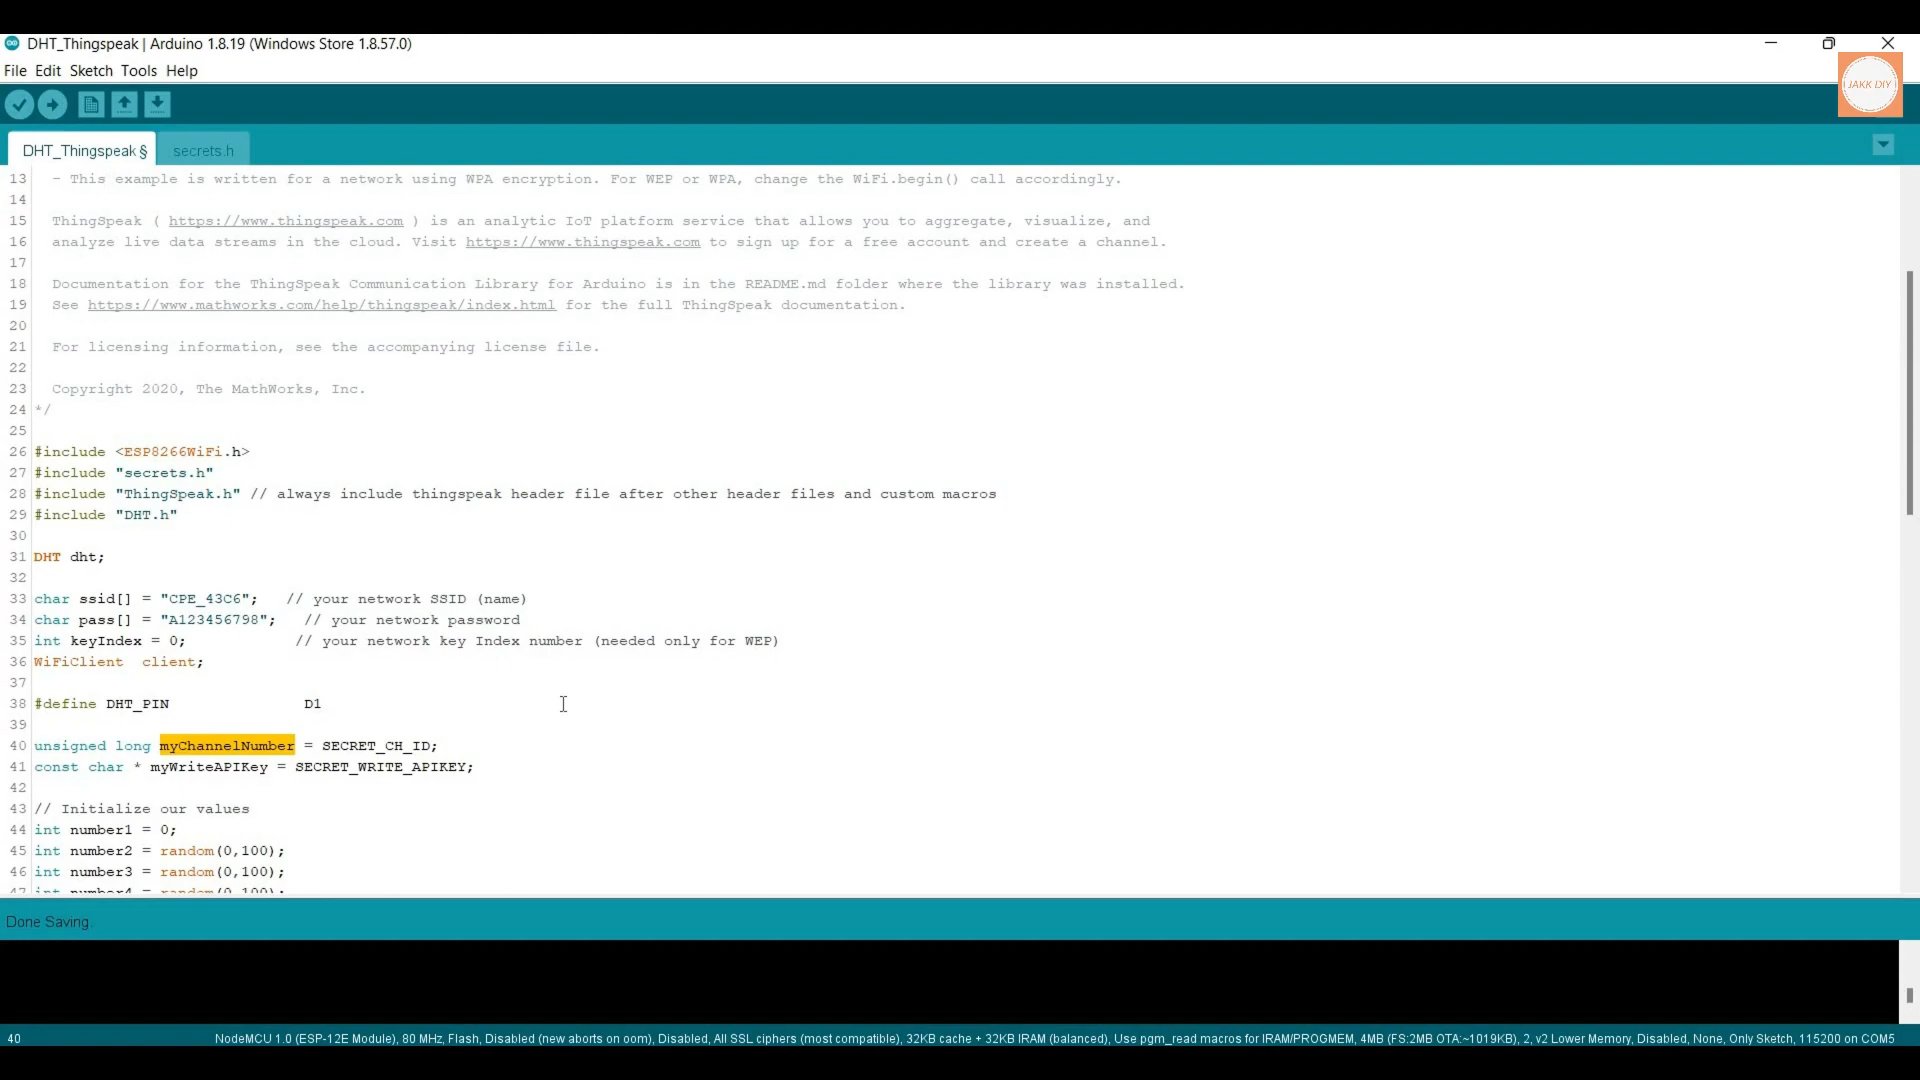 DHT_Thingspeak | Arduino 1.8.19 (Windows Store 1.8.57.0)
File Edit Sketch Tools Help
JAKK DIY
DHT_Thingspeak § secrets.h
13 - This example is written for a network using WPA encryption. For WEP or WPA, change the WiFi.begin() call accordingly.
14
15 ThingSpeak ( https://www.thingspeak.com ) is an analytic IoT platform service that allows you to aggregate, visualize, and
16 analyze live data streams in the cloud. Visit https://www.thingspeak.com to sign up for a free account and create a channel.
17
18 Documentation for the ThingSpeak Communication Library for Arduino is in the README.md folder where the library was installed.
19 See https://www.mathworks.com/help/thingspeak/index.html for the full ThingSpeak documentation.
20
21 For licensing information, see the accompanying license file.
22
23 Copyright 2020, The MathWorks, Inc.
24 */
25
26 #include <ESP8266WiFi.h>
27 #include "secrets.h"
28 #include "ThingSpeak.h" // always include thingspeak header file after other header files and custom macros
29 #include "DHT.h"
30
31 DHT dht;
32
33 char ssid[] = "CPE_43C6"; // your network SSID (name)
34 char pass[] = "A123456798"; // your network password
35 int keyIndex = 0; // your network key Index number (needed only for WEP)
36 WiFiClient client;
37
38 #define DHT_PIN D1
39
40 unsigned long myChannelNumber = SECRET_CH_ID;
41 const char * myWriteAPIKey = SECRET_WRITE_APIKEY;
42
43 // Initialize our values
44 int number1 = 0;
45 int number2 = random(0,100);
46 int number3 = random(0,100);
47 int number4 = random(0,100);
Done Saving.
40 NodeMCU 1.0 (ESP-12E Module), 80 MHz, Flash, Disabled (new aborts on oom), Disabled, All SSL ciphers (most compatible), 32KB cache + 32KB IRAM (balanced), Use pgm_read macros for IRAM/PROGMEM, 4MB (FS:2MB OTA:~1019KB), 2, v2 Lower Memory, Disabled, None, Only Sketch, 115200 on COM5